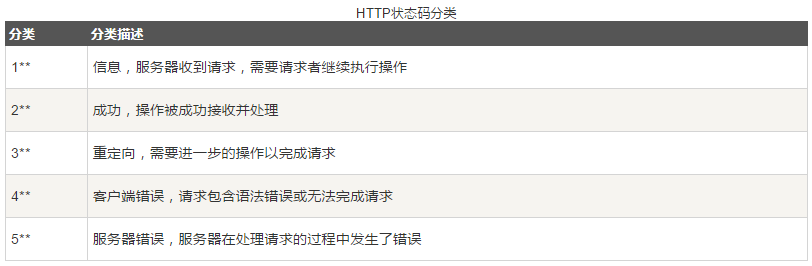 HTTP状态码分类
分类 分类描述
1** 信息，服务器收到请求，需要请求者继续执行操作
2** 成功，操作被成功接收并处理
3** 重定向，需要进一步的操作以完成请求
4** 客户端错误，请求包含语法错误或无法完成请求
5** 服务器错误，服务器在处理请求的过程中发生了错误